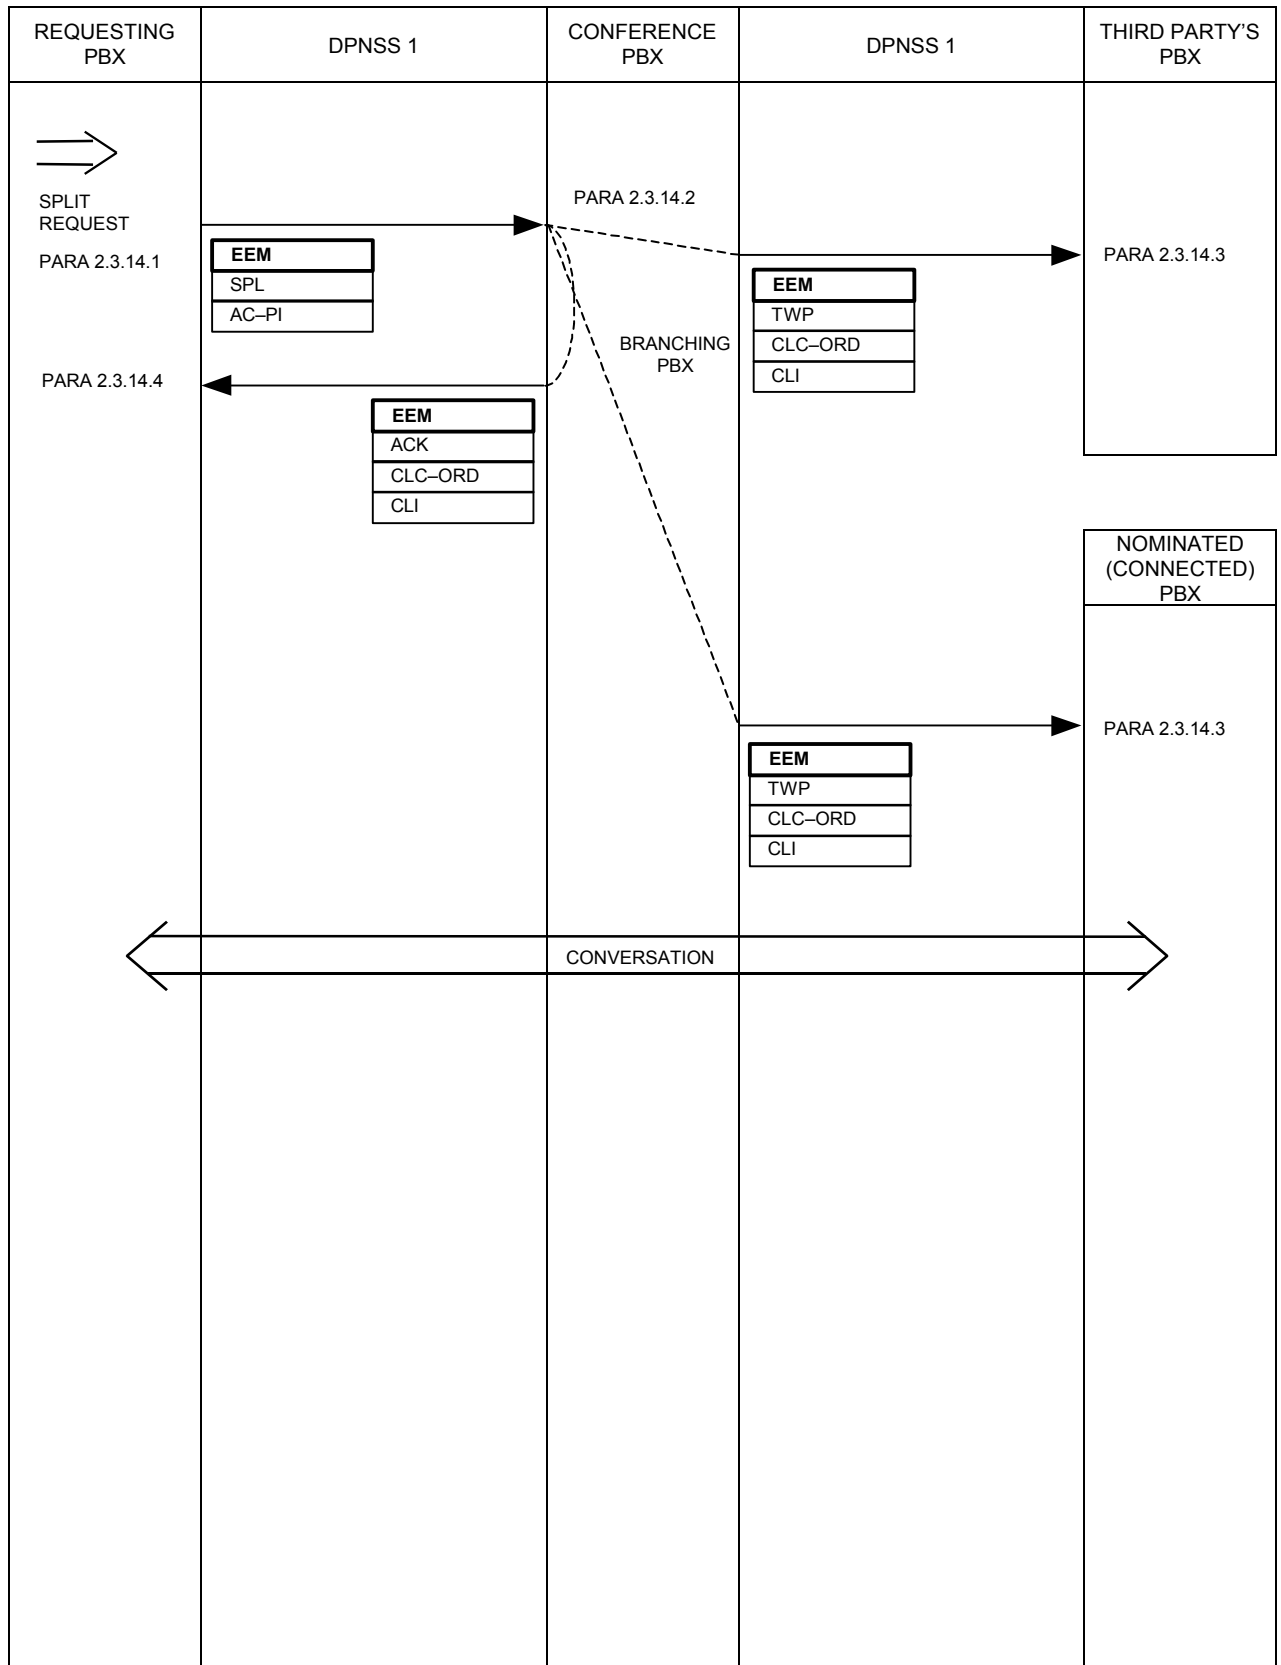 REQUESTING
PBX
DPNSS 1
CONFERENCE
PBX
DPNSS 1
THIRD PARTY'S
PBX
SPLIT
REQUEST
PARA 2.3.14.1
PARA 2.3.14.2
EEM
SPL
AC–PI
PARA 2.3.14.3
EEM
TWP
CLC–ORD
CLI
BRANCHING
PBX
PARA 2.3.14.4
EEM
ACK
CLC–ORD
CLI
NOMINATED
(CONNECTED)
PBX
PARA 2.3.14.3
EEM
TWP
CLC–ORD
CLI
CONVERSATION